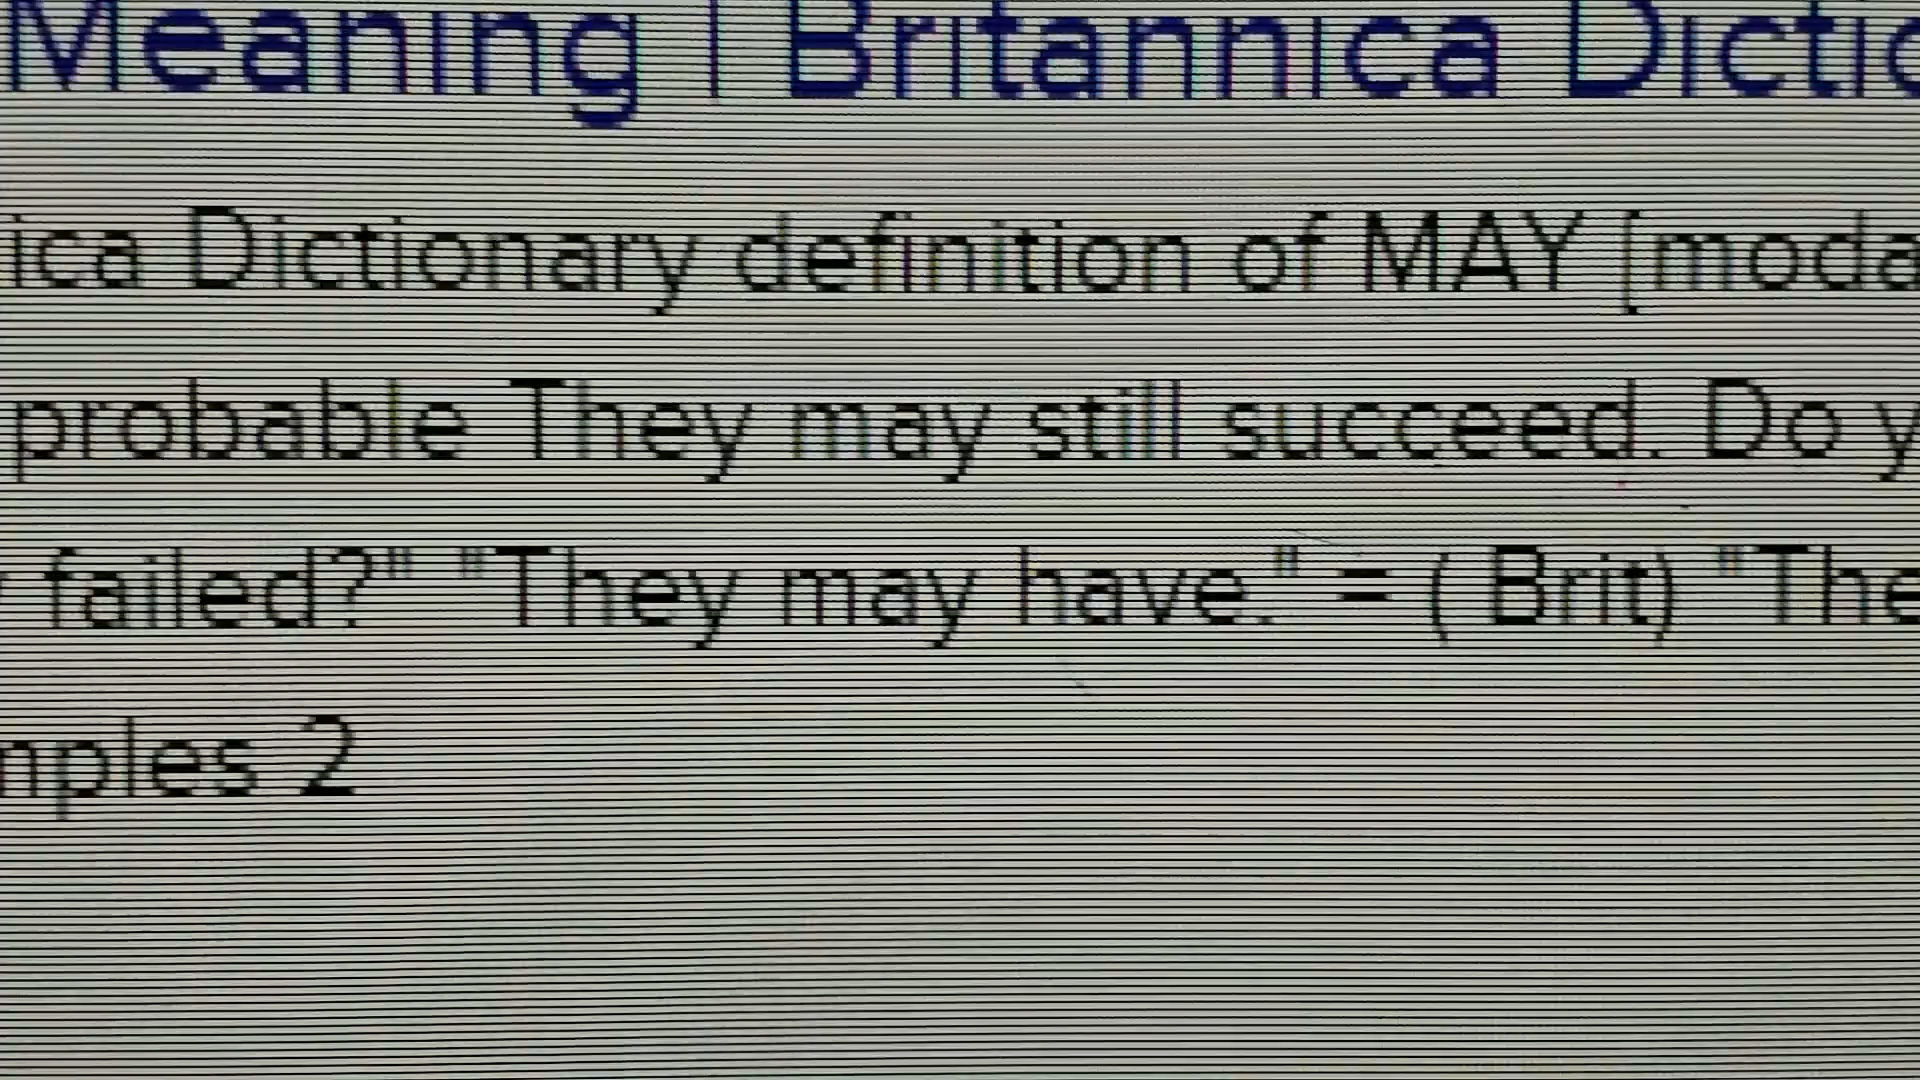 Meaning | Britannica Dictio
ica Dictionary definition of MAY [moda
probable They may still succeed. Do y
failed?" "They may have." = ( Brit) "The
mples 2